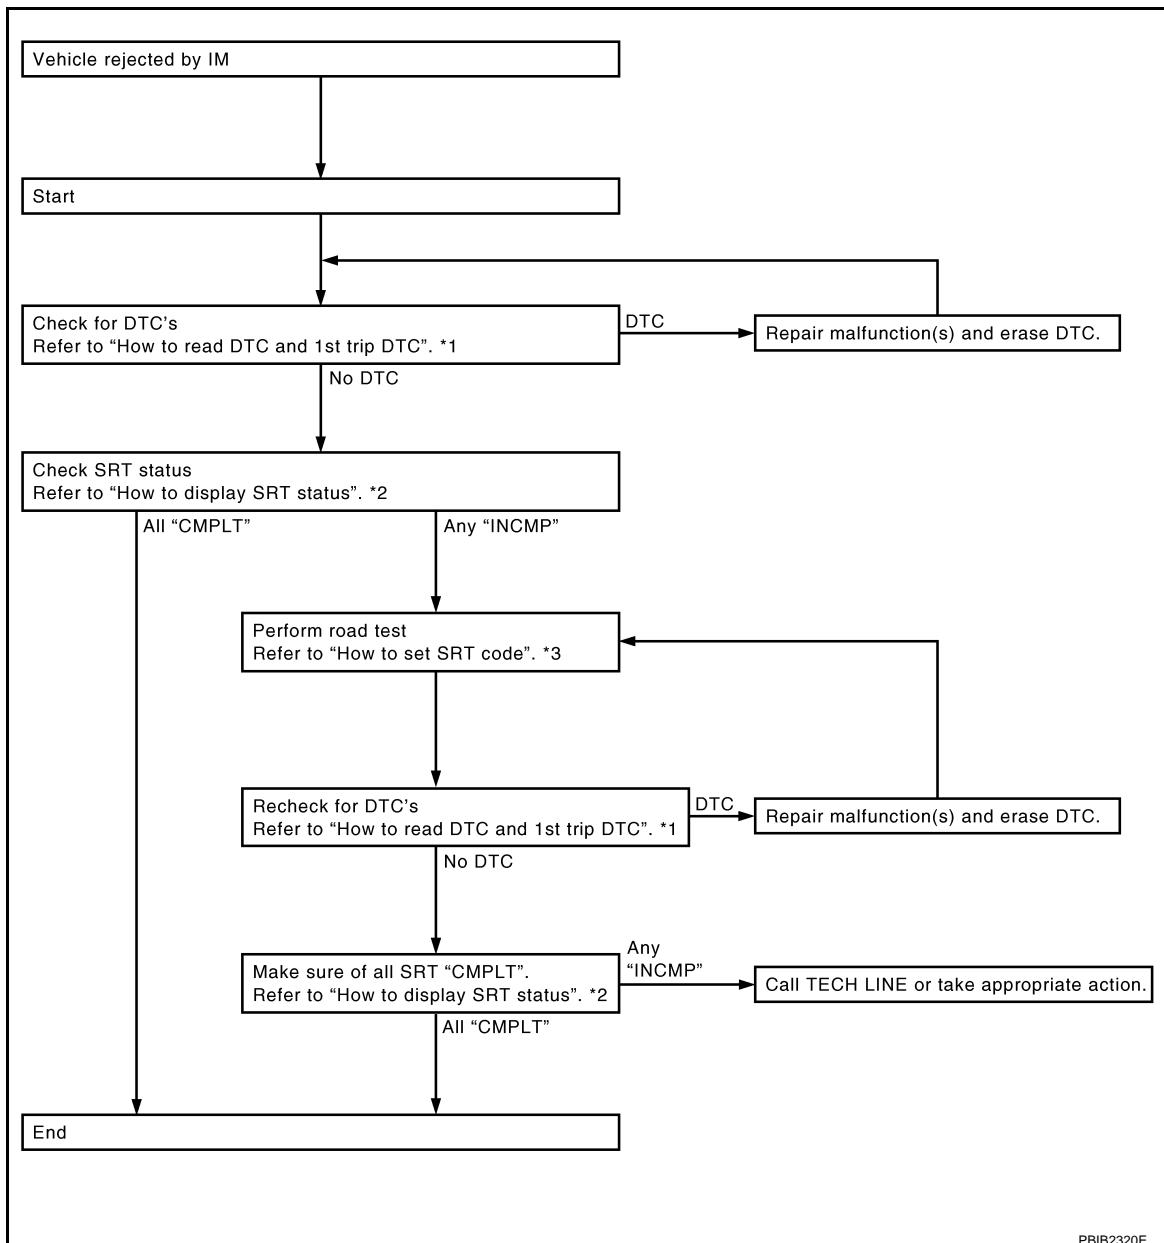 Vehicle rejected by IM
Start
Check for DTC's
Refer to “How to read DTC and 1st trip DTC”. *1
DTC
Repair malfunction(s) and erase DTC.
No DTC
Check SRT status
Refer to “How to display SRT status”. *2
All “CMPLT”
Any “INCMP”
Perform road test
Refer to “How to set SRT code”. *3
Recheck for DTC's
Refer to “How to read DTC and 1st trip DTC”. *1
DTC
Repair malfunction(s) and erase DTC.
No DTC
Make sure of all SRT “CMPLT”.
Refer to “How to display SRT status”. *2
Any
“INCMP”
Call TECH LINE or take appropriate action.
All “CMPLT”
End
PBIB2320E